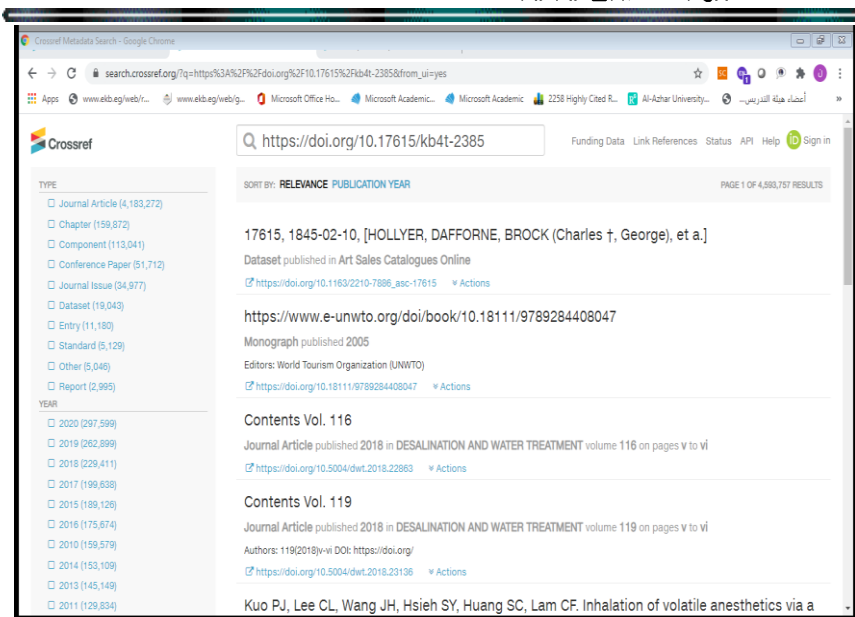 Crossref Metadata Search - Google Chrome
search.crossref.org/?q=https%3A%2F%2Fdoi.org%2F10.17615%2Fkb4t-2385&from_ui=yes
Apps www.ekb.eg/web/r... www.ekb.eg/web/g... Microsoft Office Ho... Microsoft Academic... Microsoft Academic 2258 Highly Cited R... Al-Azhar University... أعضاء هيئة التدريس... »
Crossref
https://doi.org/10.17615/kb4t-2385
Funding Data Link References Status API Help iD Sign in
TYPE
Journal Article (4,183,272)
Chapter (159,872)
Component (113,041)
Conference Paper (51,712)
Journal Issue (34,977)
Dataset (19,043)
Entry (11,180)
Standard (5,129)
Other (5,046)
Report (2,995)
YEAR
2020 (297,599)
2019 (262,899)
2018 (229,411)
2017 (199,638)
2015 (189,126)
2016 (175,674)
2010 (159,579)
2014 (153,109)
2013 (145,149)
2011 (129,834)
SORT BY: RELEVANCE PUBLICATION YEAR
PAGE 1 OF 4,593,757 RESULTS
17615, 1845-02-10, [HOLLYER, DAFFORNE, BROCK (Charles †, George), et a.]
Dataset published in Art Sales Catalogues Online
https://doi.org/10.1163/2210-7886_asc-17615 Actions
https://www.e-unwto.org/doi/book/10.18111/9789284408047
Monograph published 2005
Editors: World Tourism Organization (UNWTO)
https://doi.org/10.18111/9789284408047 Actions
Contents Vol. 116
Journal Article published 2018 in DESALINATION AND WATER TREATMENT volume 116 on pages v to vi
https://doi.org/10.5004/dwt.2018.22863 Actions
Contents Vol. 119
Journal Article published 2018 in DESALINATION AND WATER TREATMENT volume 119 on pages v to vi
Authors: 119(2018)v-vi DOI: https://doi.org/
https://doi.org/10.5004/dwt.2018.23136 Actions
Kuo PJ, Lee CL, Wang JH, Hsieh SY, Huang SC, Lam CF. Inhalation of volatile anesthetics via a